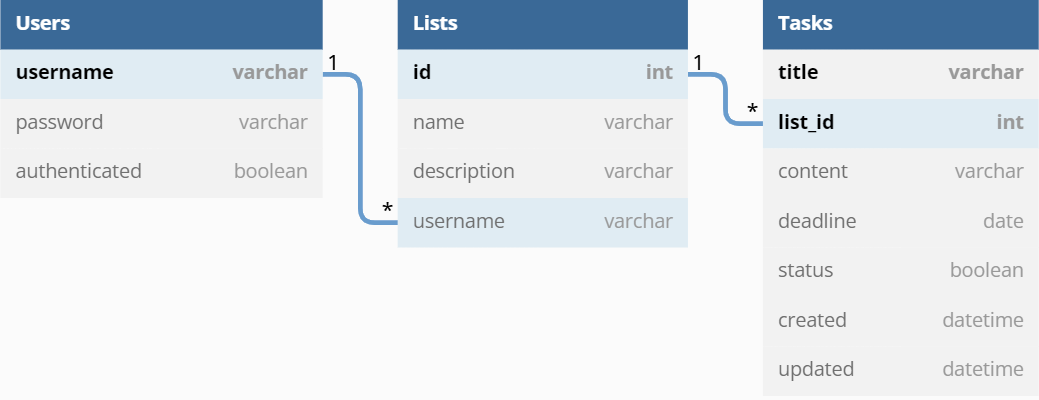 Users
username varchar
password varchar
authenticated boolean
1
*
Lists
id int
name varchar
description varchar
username varchar
1
*
Tasks
title varchar
list_id int
content varchar
deadline date
status boolean
created datetime
updated datetime